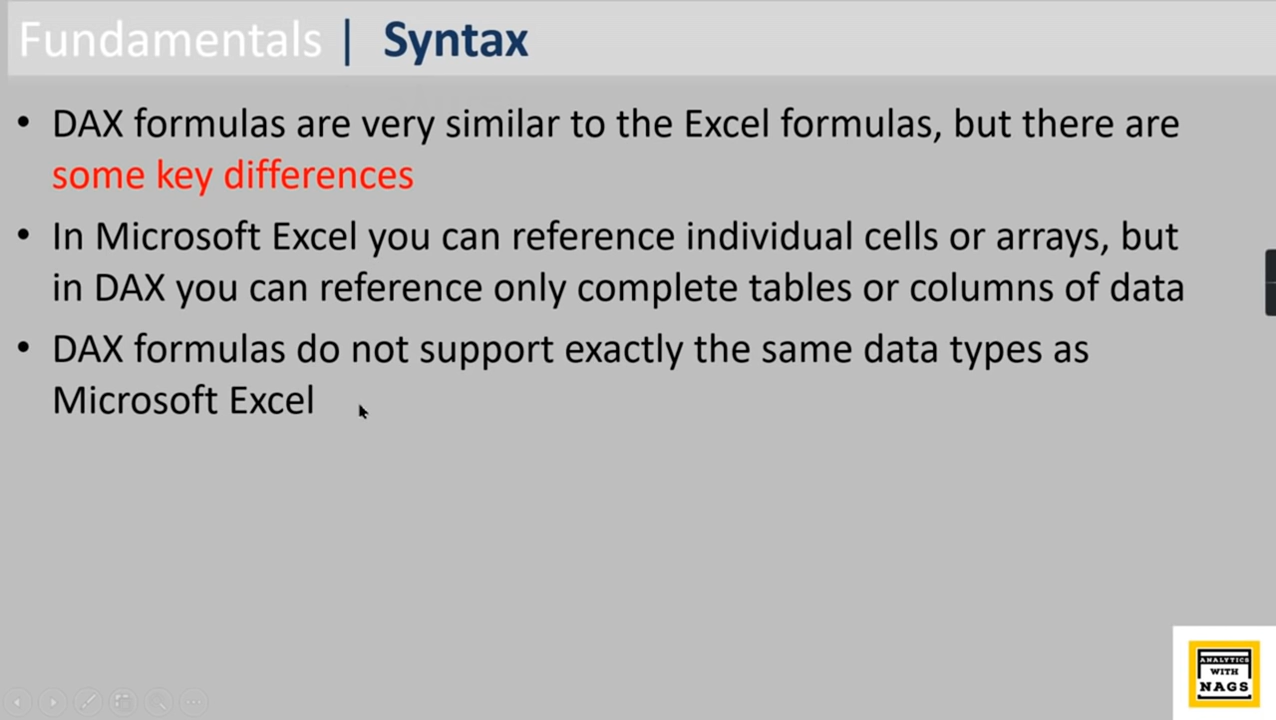 Fundamentals | Syntax
• DAX formulas are very similar to the Excel formulas, but there are
some key differences
• In Microsoft Excel you can reference individual cells or arrays, but
in DAX you can reference only complete tables or columns of data
• DAX formulas do not support exactly the same data types as
Microsoft Excel
ANALYTICS
WITH
NAGS